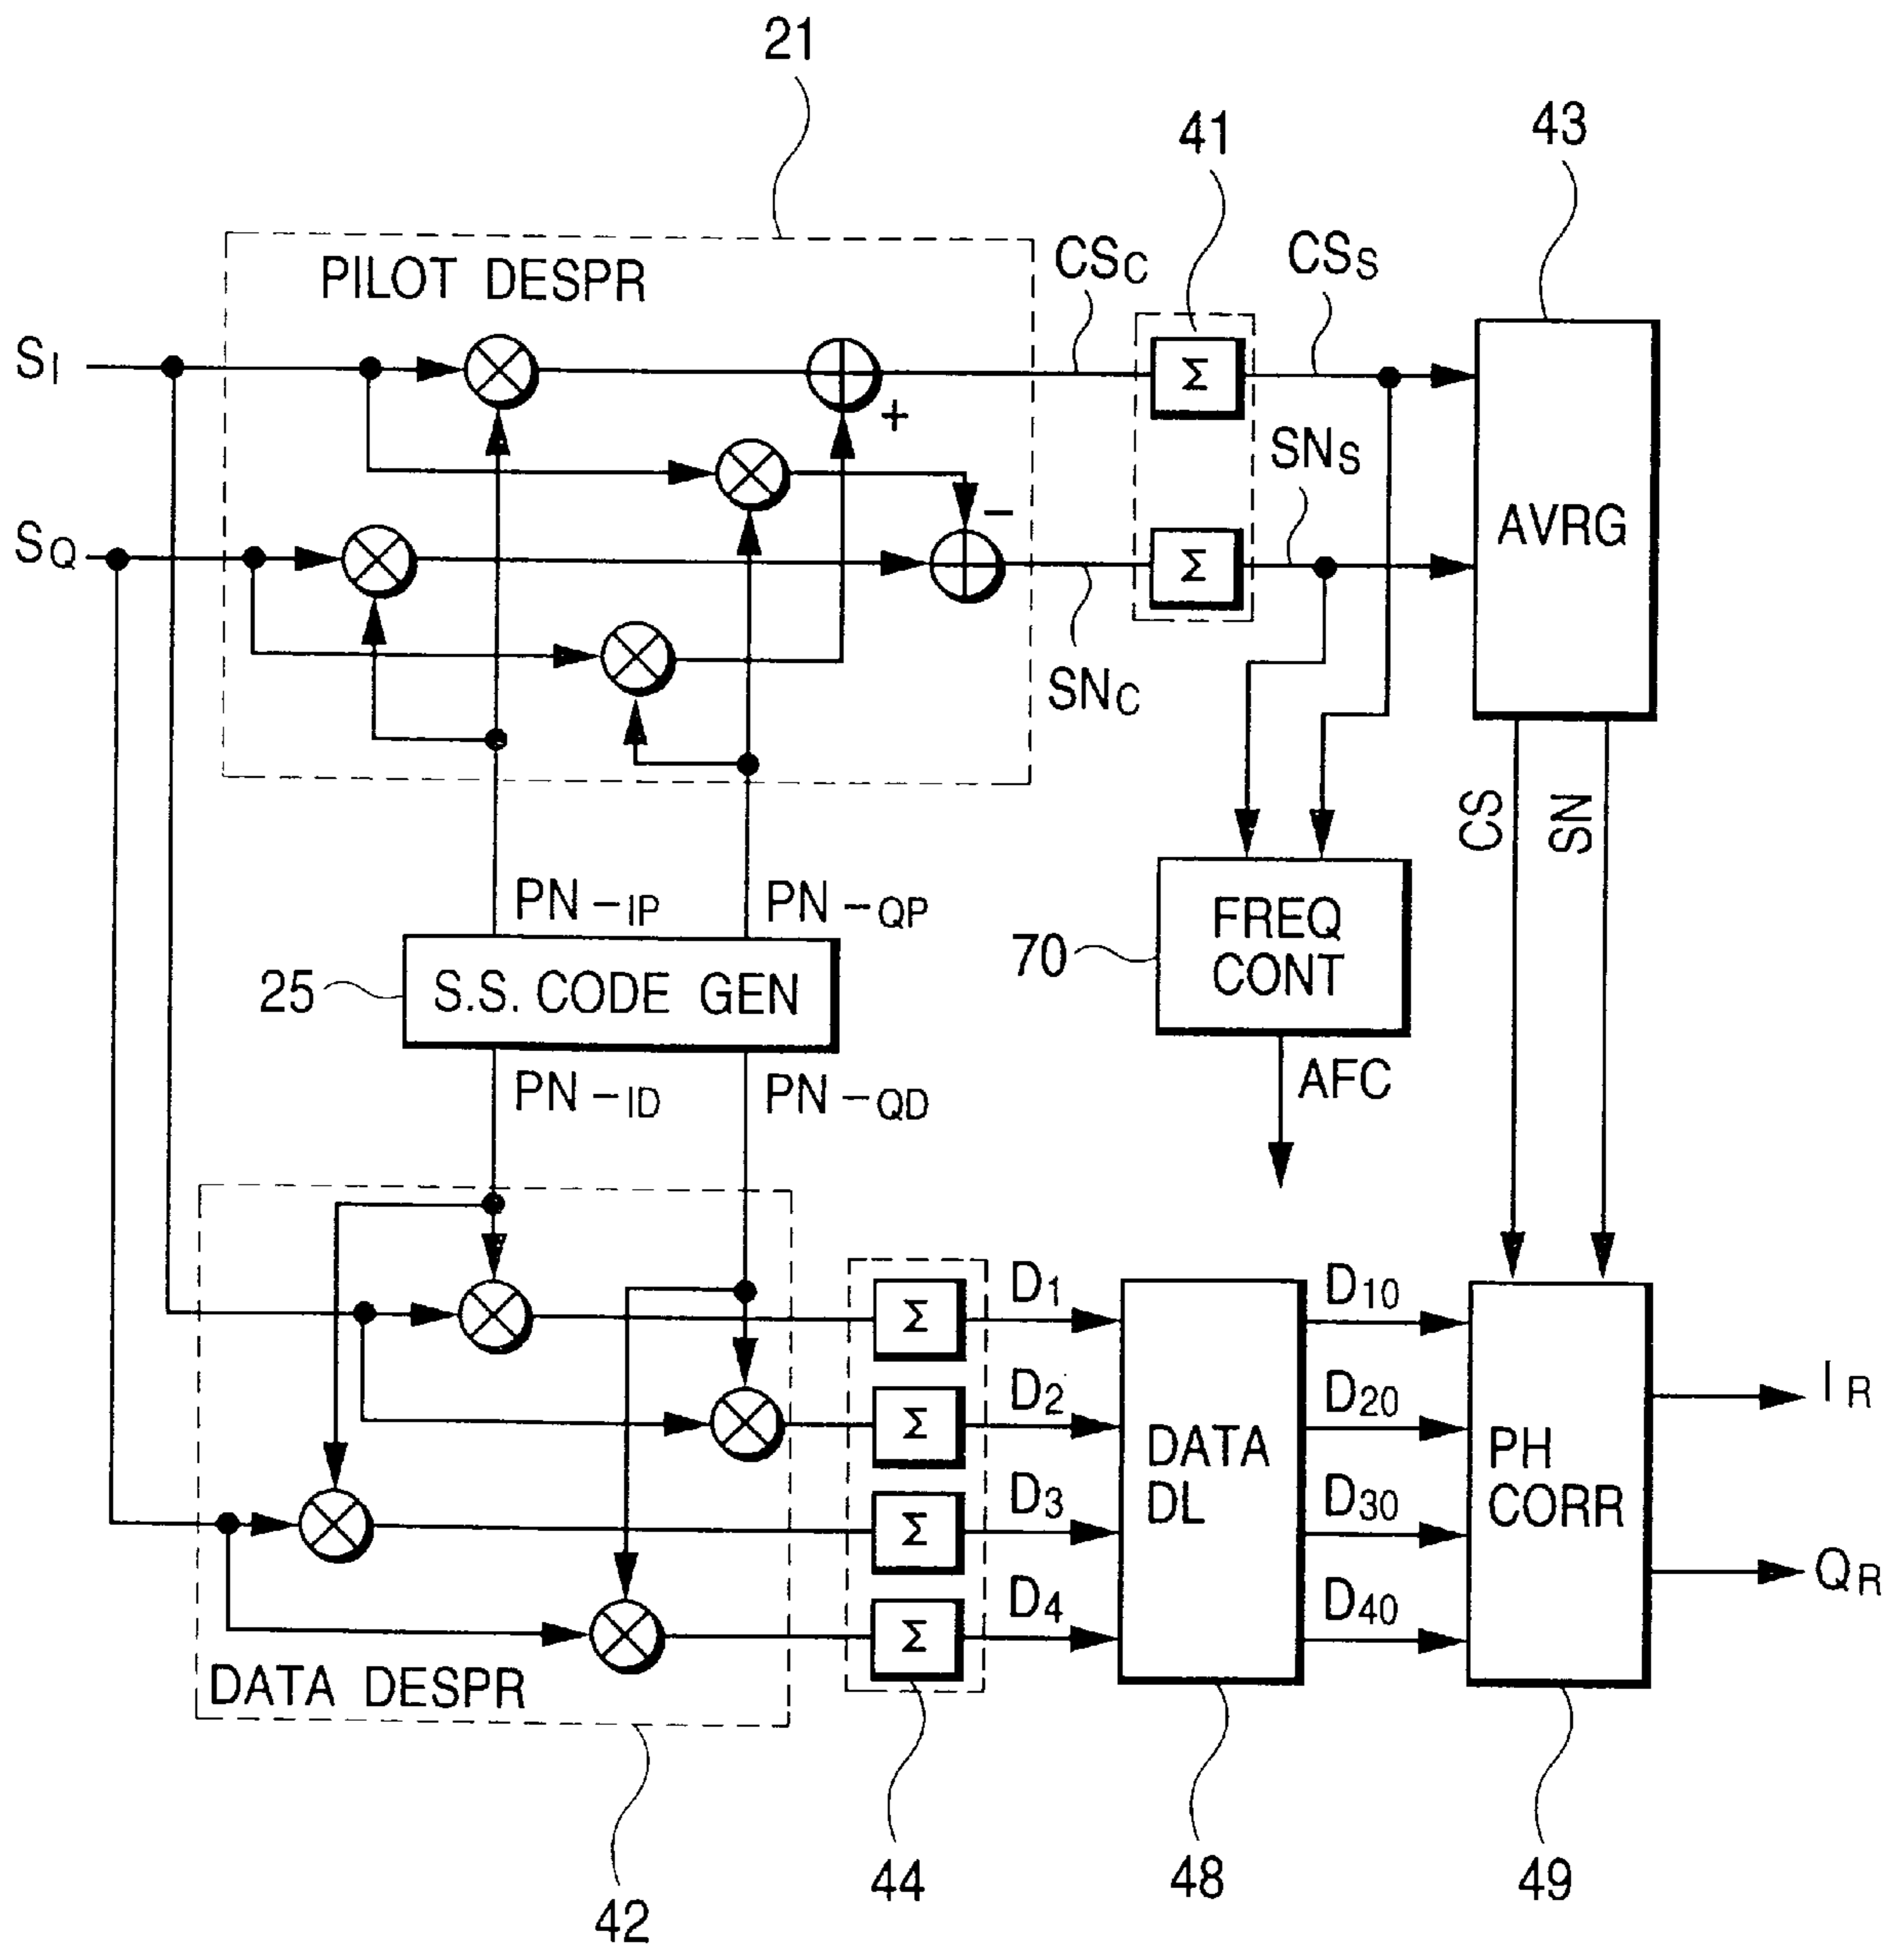 21
41
43
PILOT DESPR
CSC
CSS
SI
Σ
+
SNS
−
SQ
Σ
AVRG
SNC
CS
SN
PN-IP
PN-QP
FREQ
CONT
70
25
S.S. CODE GEN
PN-ID
PN-QD
AFC
Σ
D1
D10
IR
Σ
D2
D20
DATA
DL
PH
CORR
Σ
D3
D30
QR
Σ
D4
D40
DATA DESPR
44
48
49
42